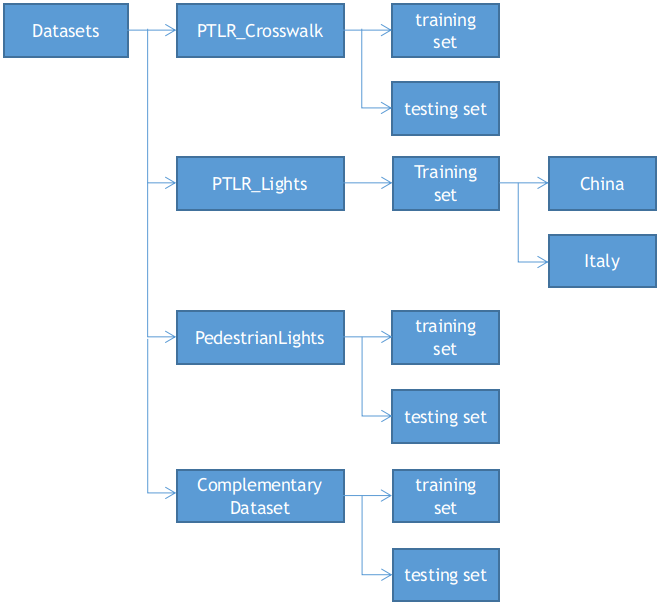 Datasets
PTLR_Crosswalk
training
set
testing set
PTLR_Lights
Training
set
China
Italy
PedestrianLights
training
set
testing set
Complementary
Dataset
training
set
testing set